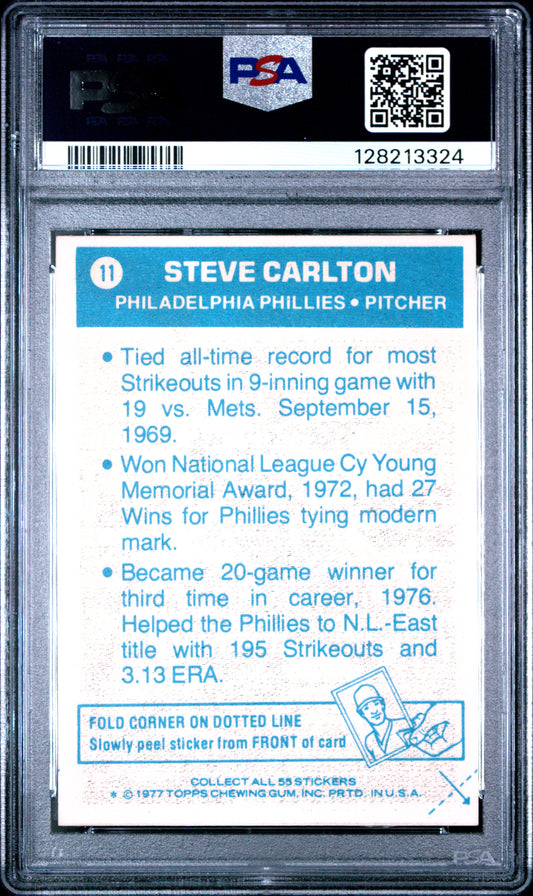 PSA
128213324
11
STEVE CARLTON
PHILADELPHIA PHILLIES • PITCHER
• Tied all-time record for most
Strikeouts in 9-inning game with
19 vs. Mets. September 15,
1969.
• Won National League Cy Young
Memorial Award, 1972, had 27
Wins for Phillies tying modern
mark.
• Became 20-game winner for
third time in career, 1976.
Helped the Phillies to N.L.-East
title with 195 Strikeouts and
3.13 ERA.
FOLD CORNER ON DOTTED LINE
Slowly peel sticker from FRONT of card
COLLECT ALL 55 STICKERS
* © 1977 TOPPS CHEWING GUM, INC. PRTD. IN U.S.A.
PSA